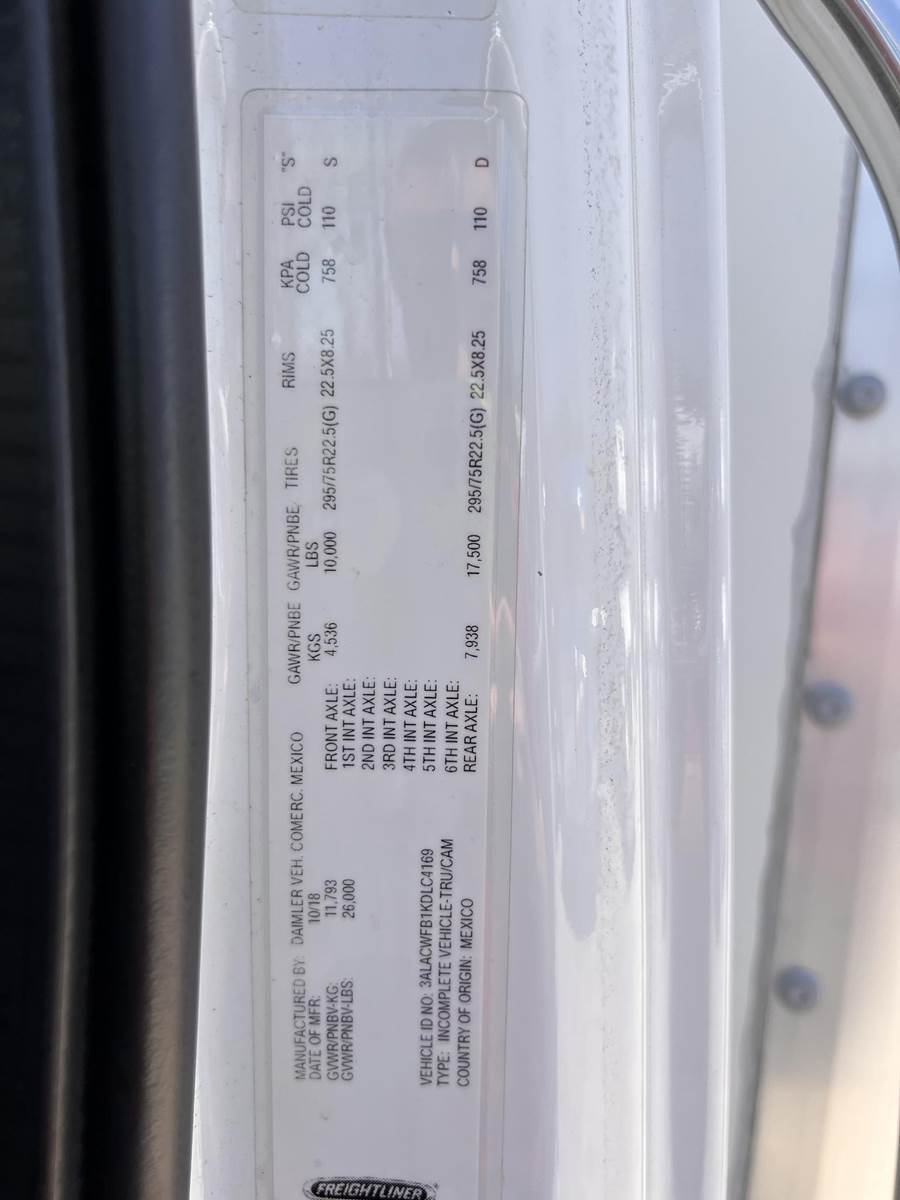 FREIGHTLINER
MANUFACTURED BY: DAIMLER VEH. COMERC. MEXICO
DATE OF MFR: 10/18
GVWR/PNBV-KG: 11,793
GVWR/PNBV-LBS: 26,000
VEHICLE ID NO: 3ALACWFB1KDLC4169
TYPE: INCOMPLETE VEHICLE-TRU/CAM
COUNTRY OF ORIGIN: MEXICO
GAWR/PNBE GAWR/PNBE TIRES RIMS KPA PSI "S"
KGS LBS COLD COLD
FRONT AXLE: 4,536 10,000 295/75R22.5(G) 22.5X8.25 758 110 S
1ST INT AXLE:
2ND INT AXLE:
3RD INT AXLE:
4TH INT AXLE:
5TH INT AXLE:
6TH INT AXLE:
REAR AXLE: 7,938 17,500 295/75R22.5(G) 22.5X8.25 758 110 D